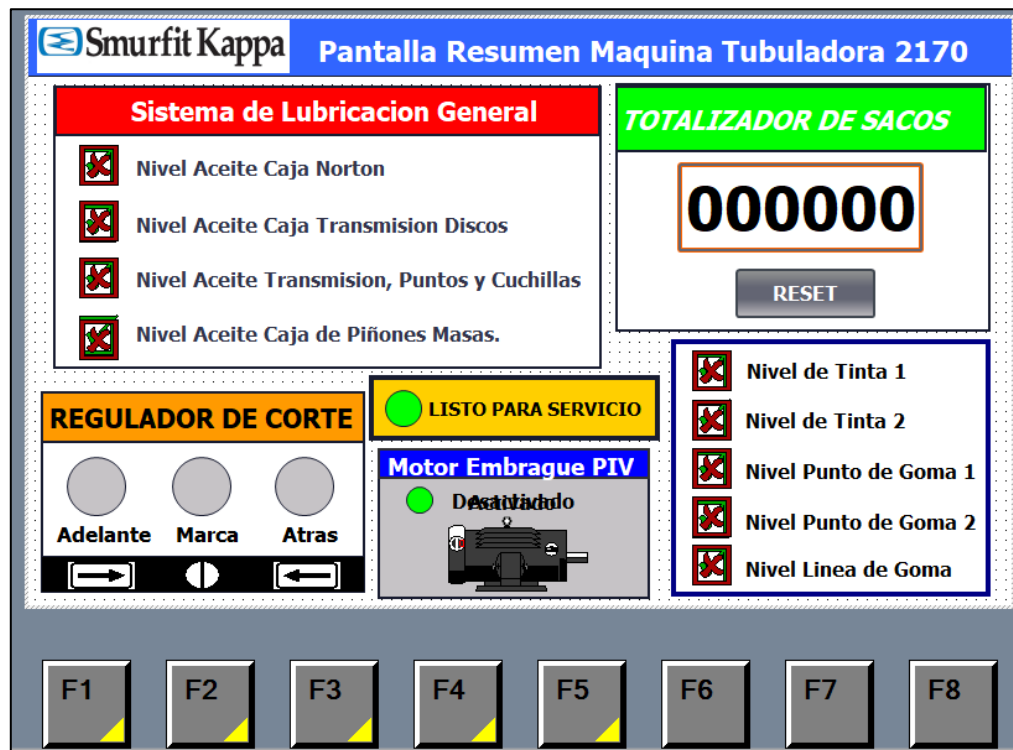 Smurfit Kappa
Pantalla Resumen Maquina Tubuladora 2170
Sistema de Lubricacion General
Nivel Aceite Caja Norton
Nivel Aceite Caja Transmision Discos
Nivel Aceite Transmision, Puntos y Cuchillas
Nivel Aceite Caja de Piñones Masas.
TOTALIZADOR DE SACOS
000000
RESET
REGULADOR DE CORTE
Adelante Marca Atras
LISTO PARA SERVICIO
Motor Embrague PIV
Desactivado
Activado
Nivel de Tinta 1
Nivel de Tinta 2
Nivel Punto de Goma 1
Nivel Punto de Goma 2
Nivel Linea de Goma
F1 F2 F3 F4 F5 F6 F7 F8